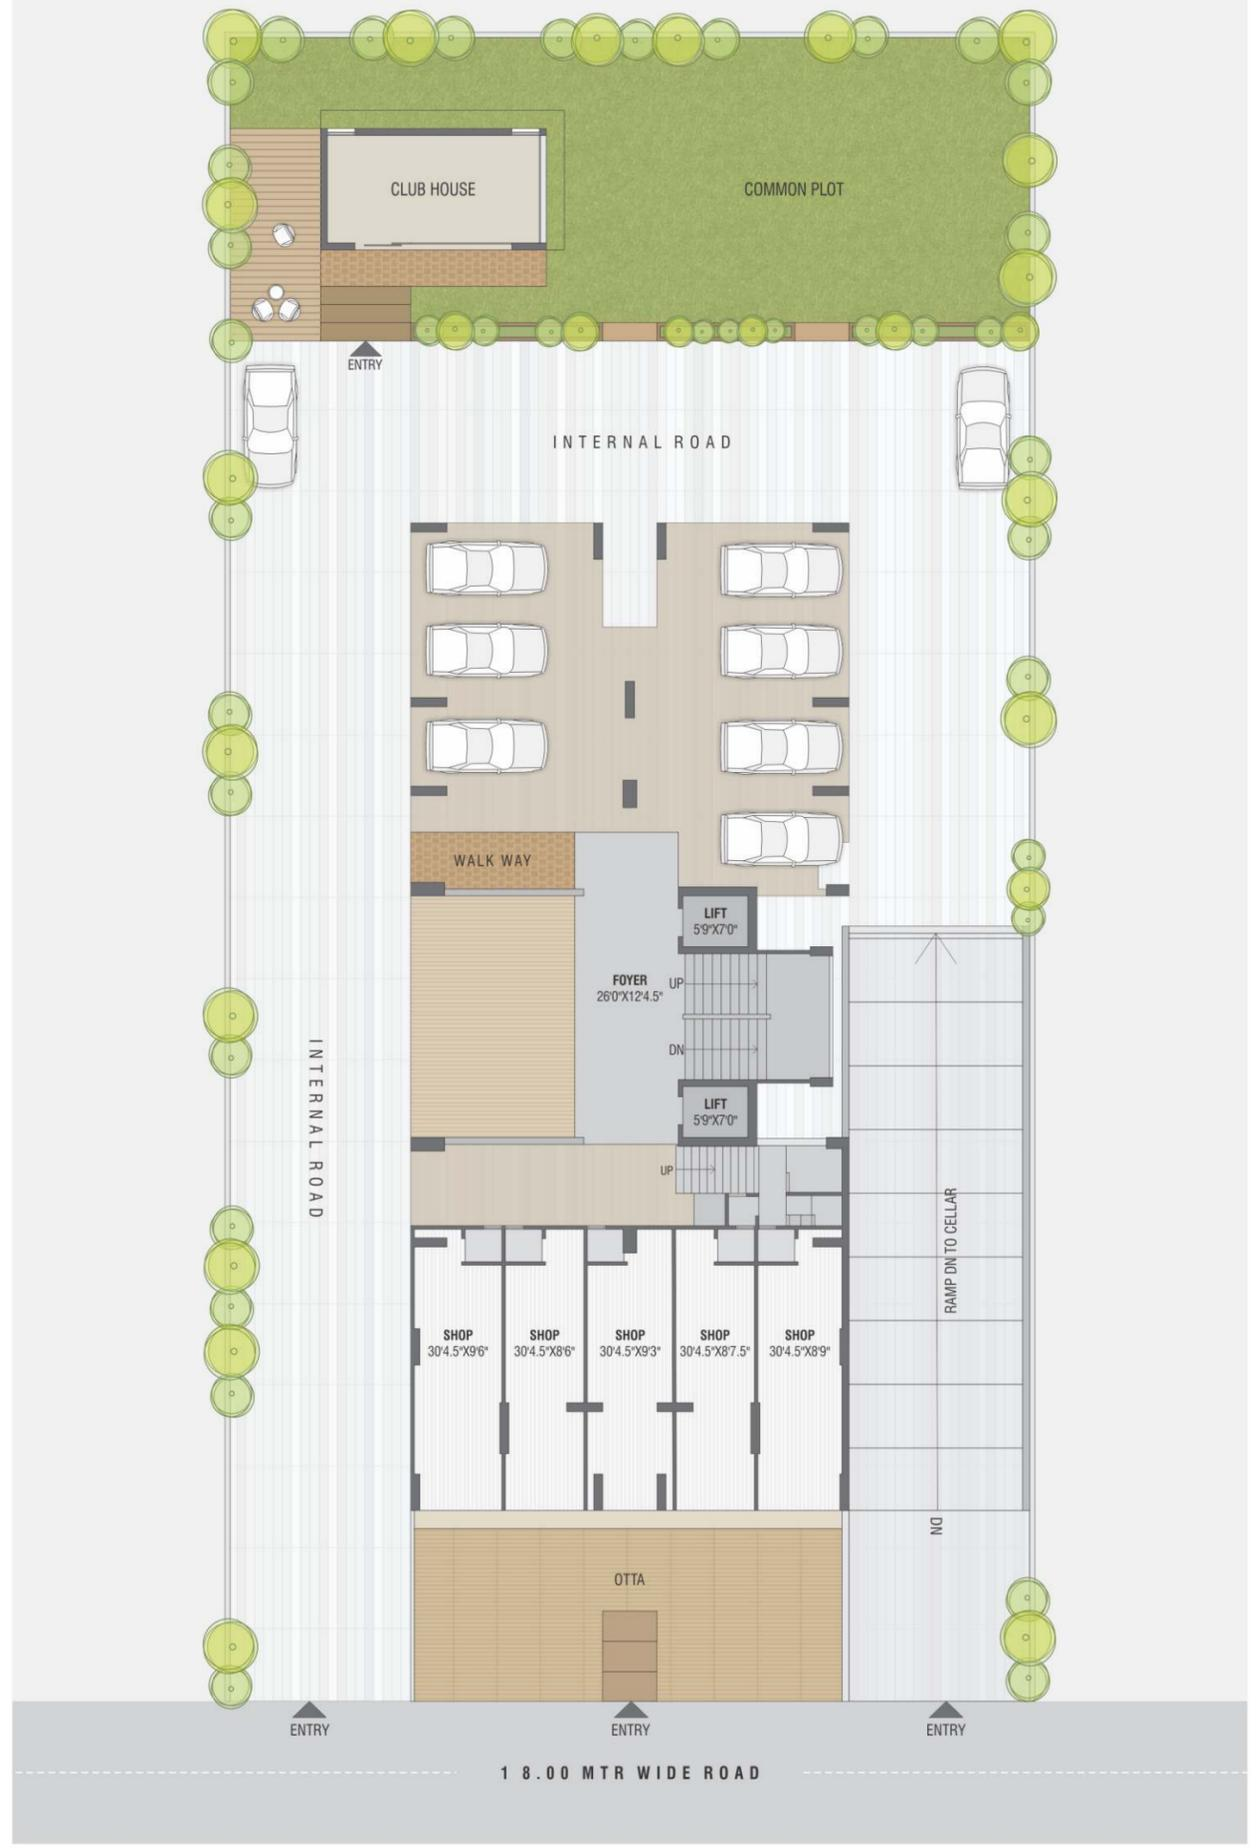 CLUB HOUSE
COMMON PLOT
ENTRY
INTERNAL ROAD
WALK WAY
LIFT
5'9"X7'0"
FOYER
26'0"X12'4.5"
UP
DN
INTERNAL ROAD
LIFT
5'9"X7'0"
UP
RAMP DN TO CELLAR
SHOP
30'4.5"X9'6"
SHOP
30'4.5"X8'6"
SHOP
30'4.5"X9'3"
SHOP
30'4.5"X8'7.5"
SHOP
30'4.5"X8'9"
DN
OTTA
ENTRY
ENTRY
ENTRY
1 8.00 MTR WIDE ROAD